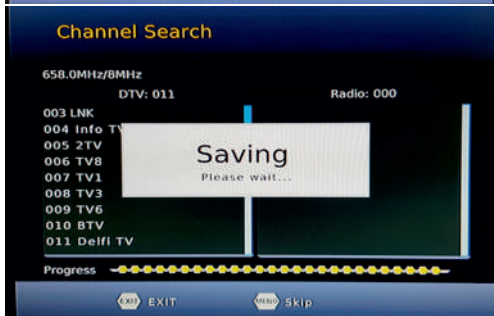 Channel Search
658.0MHz/8MHz
DTV: 011 Radio: 000
003 LNK
004 Info TV
005 2TV
006 TV8
007 TV1
008 TV3
009 TV6
010 BTV
011 Delfi TV
Saving
Please wait...
Progress
EXIT EXIT MENU Skip